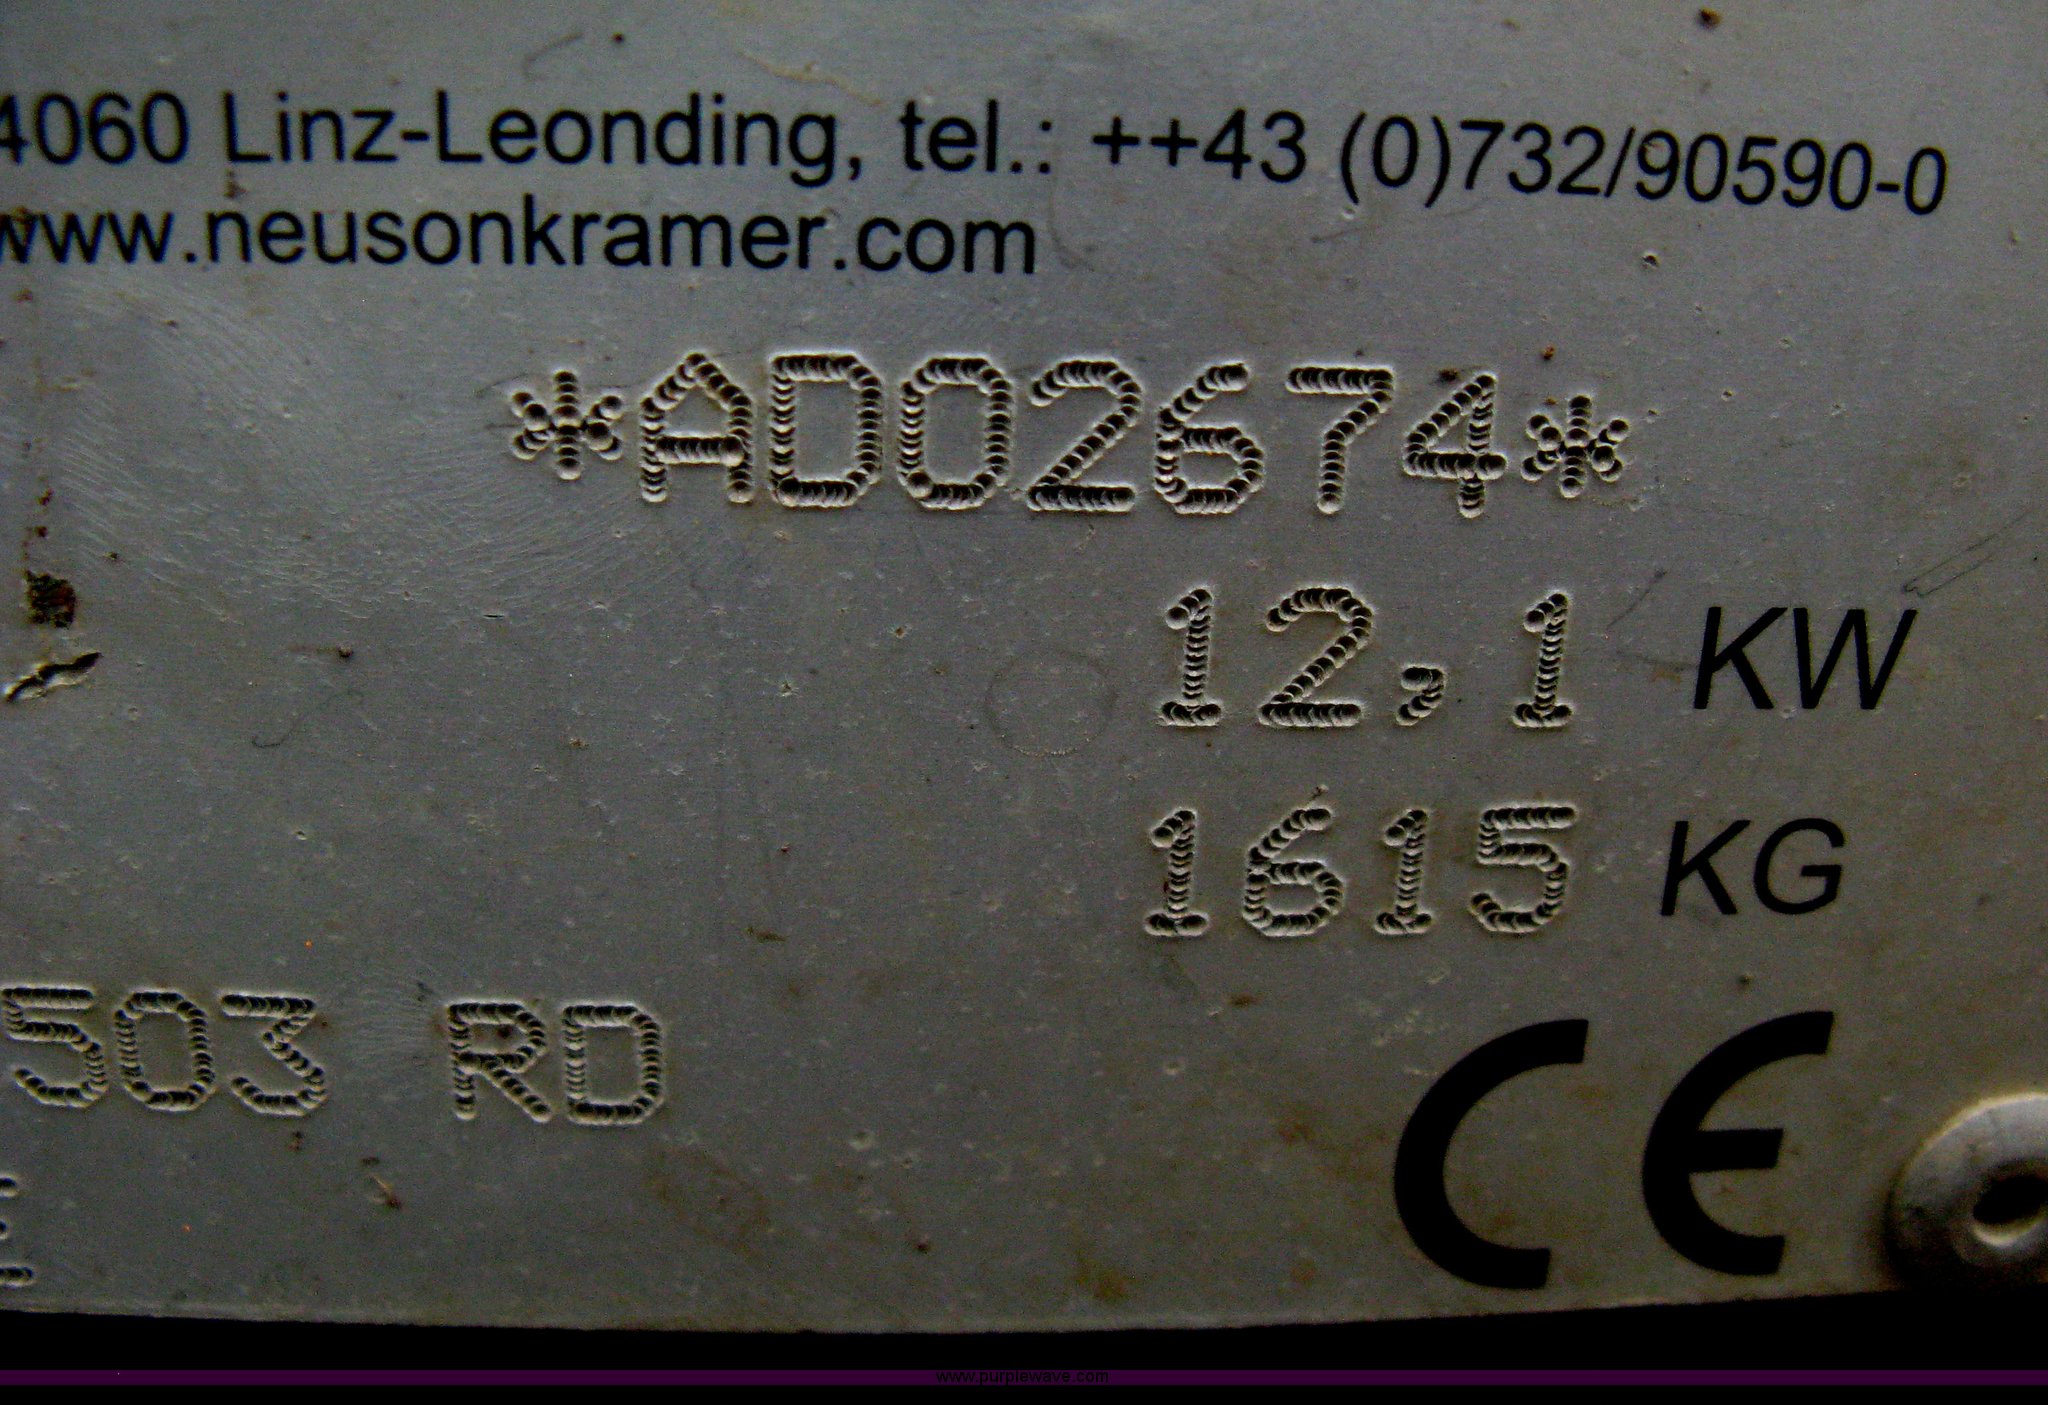 4060 Linz-Leonding, tel.: ++43 (0)732/90590-0
www.neusonkramer.com
*AD02674*
12,1 KW
1615 KG
503 RD
CE
www.purplewave.com